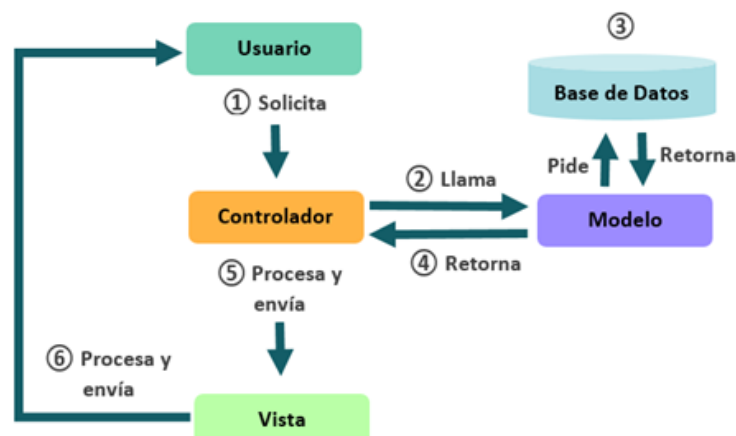 ③
Usuario
① Solicita
Base de Datos
Pide
Retorna
② Llama
Controlador
Modelo
④ Retorna
⑤ Procesa y
envía
⑥ Procesa y
envía
Vista